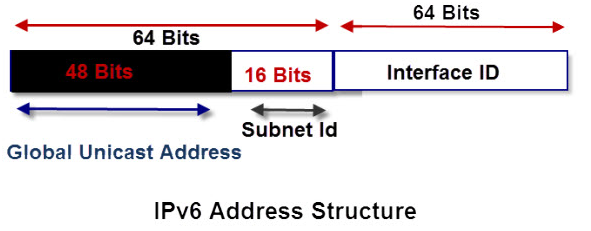 64 Bits
64 Bits
48 Bits
16 Bits
Interface ID
Subnet Id
Global Unicast Address
IPv6 Address Structure